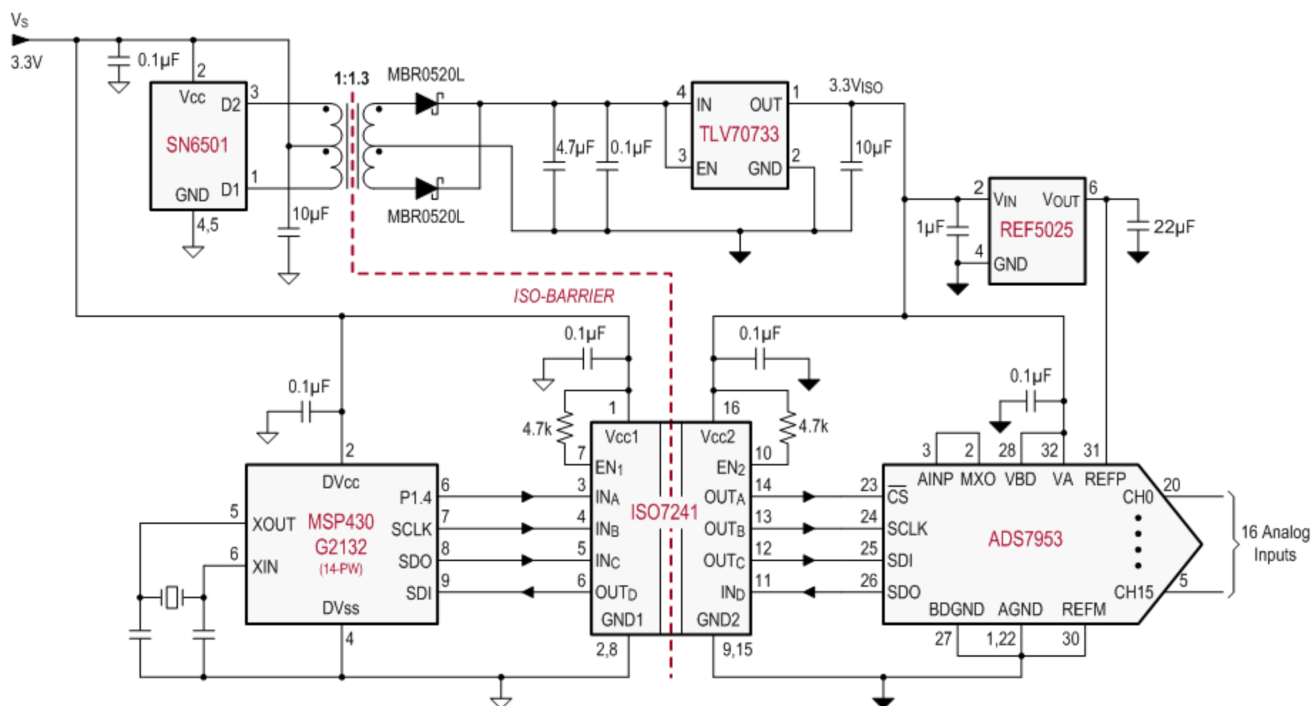 VS
3.3V
0.1µF
2
Vcc
D2
3
SN6501
D1
1
GND
4,5
10µF
1:1.3
MBR0520L
MBR0520L
4.7µF
0.1µF
4
IN
OUT
1
TLV70733
3
EN
GND
2
3.3VISO
10µF
2
VIN
VOUT
6
REF5025
1µF
4
GND
22µF
ISO-BARRIER
0.1µF
0.1µF
0.1µF
0.1µF
4.7k
4.7k
1
Vcc1
16
Vcc2
7
EN1
EN2
10
3
INA
OUTA
14
4
INB
OUTB
13
ISO7241
5
INC
OUTC
12
6
OUTD
IND
11
GND1
GND2
2,8
9,15
2
DVcc
P1.4
6
5
XOUT
MSP430
G2132
(14-PW)
SCLK
7
6
XIN
SDO
8
SDI
9
DVss
4
3
2
28
32
31
AINP
MXO
VBD
VA
REFP
23
CS
CH0
20
24
SCLK
ADS7953
25
SDI
26
SDO
CH15
5
16 Analog
Inputs
BDGND
AGND
REFM
27
1,22
30